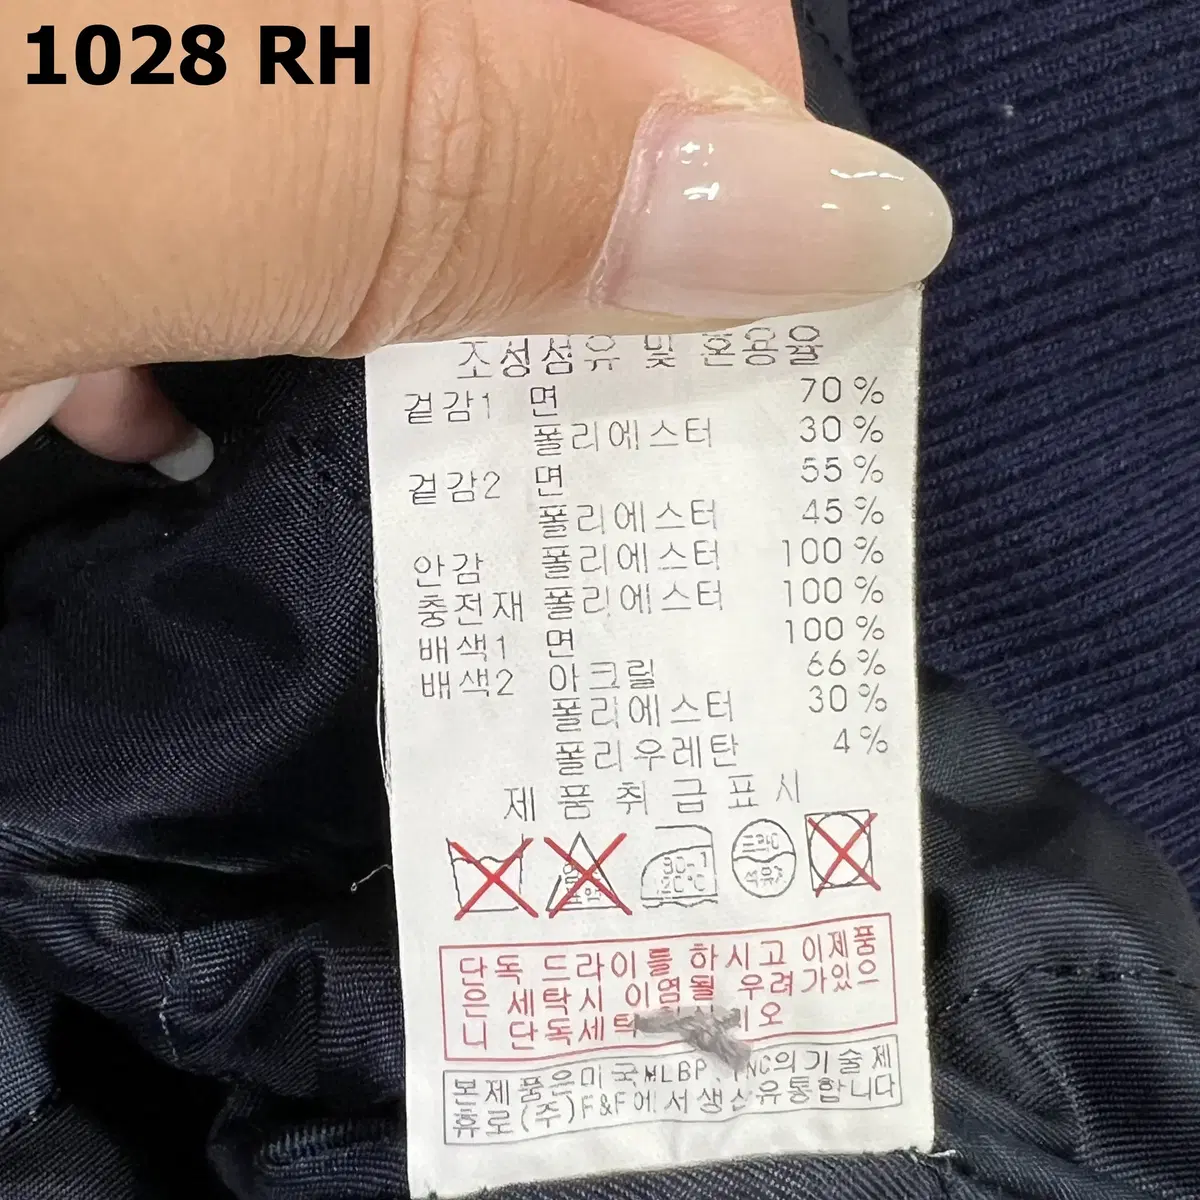 1028 RH
조성섬유 및 혼용율
겉감1 면 70%
폴리에스터 30%
겉감2 면 55%
폴리에스터 45%
안감 폴리에스터 100%
충전재 폴리에스터 100%
배색1 면 100%
배색2 아크릴 66%
폴리에스터 30%
폴리우레탄 4%
제품취급표시
드라이
석유계
단독 드라이를 하시고 이제품
은 세탁시 이염될 우려가있으
니 단독세탁
본제품은미국MLBP, INC의기술제
휴로(주)F&F에서생산유통합니다